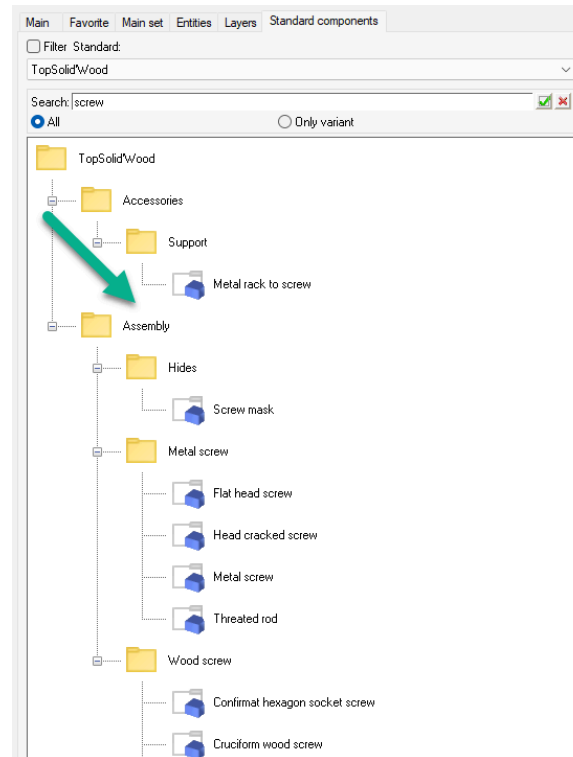 Main Favorite Main set Entities Layers Standard components
Filter Standard:
TopSolid'Wood
Search: screw
All Only variant
TopSolid'Wood
Accessories
Support
Metal rack to screw
Assembly
Hides
Screw mask
Metal screw
Flat head screw
Head cracked screw
Metal screw
Threated rod
Wood screw
Confirmat hexagon socket screw
Cruciform wood screw